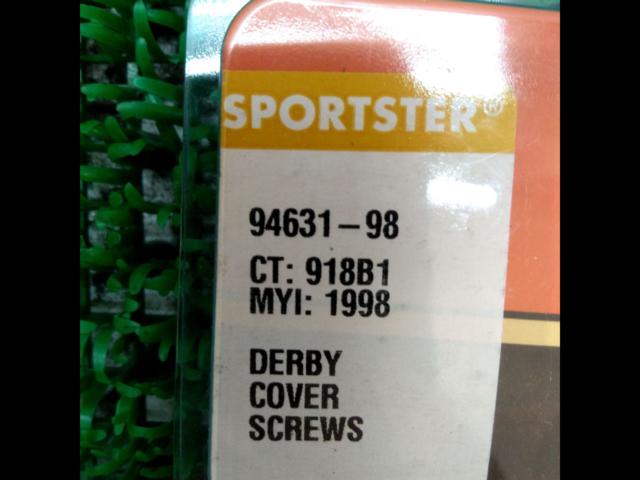 SPORTSTER®
94631-98
CT: 918B1
MYI: 1998
DERBY
COVER
SCREWS